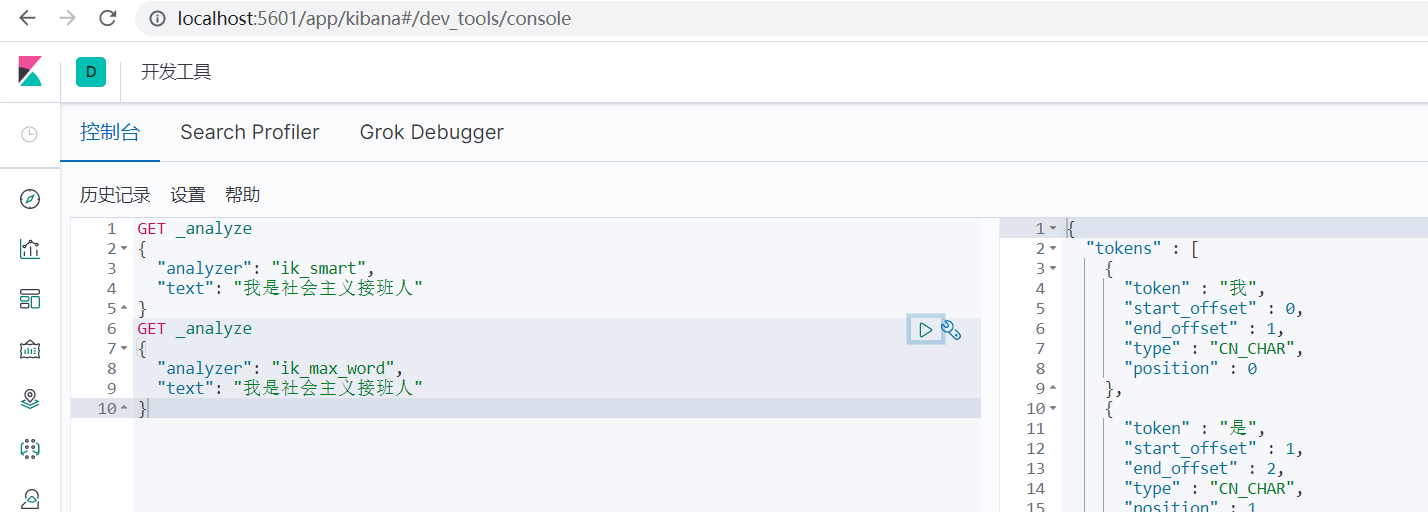 localhost:5601/app/kibana#/dev_tools/console
D 开发工具
控制台 Search Profiler Grok Debugger
历史记录 设置 帮助
1 GET _analyze
2 {
3 "analyzer": "ik_smart",
4 "text": "我是社会主义接班人"
5 }
6 GET _analyze
7 {
8 "analyzer": "ik_max_word",
9 "text": "我是社会主义接班人"
10 }
1 {
2 "tokens" : [
3 {
4 "token" : "我",
5 "start_offset" : 0,
6 "end_offset" : 1,
7 "type" : "CN_CHAR",
8 "position" : 0
9 },
10 {
11 "token" : "是",
12 "start_offset" : 1,
13 "end_offset" : 2,
14 "type" : "CN_CHAR",
15 "position" : 1